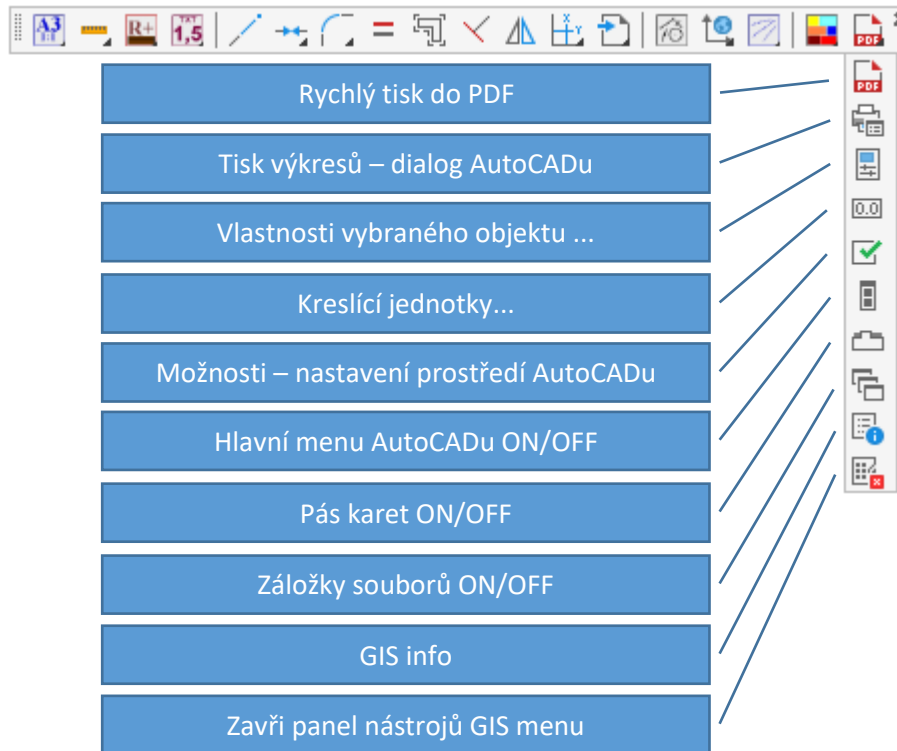 A3
R+
TXT
1,5
X
Y
PDF
Rychlý tisk do PDF
PDF
Tisk výkresů – dialog AutoCADu
Vlastnosti vybraného objektu ...
0.0
Kreslící jednotky...
Možnosti – nastavení prostředí AutoCADu
Hlavní menu AutoCADu ON/OFF
Pás karet ON/OFF
Záložky souborů ON/OFF
GIS info
Zavři panel nástrojů GIS menu